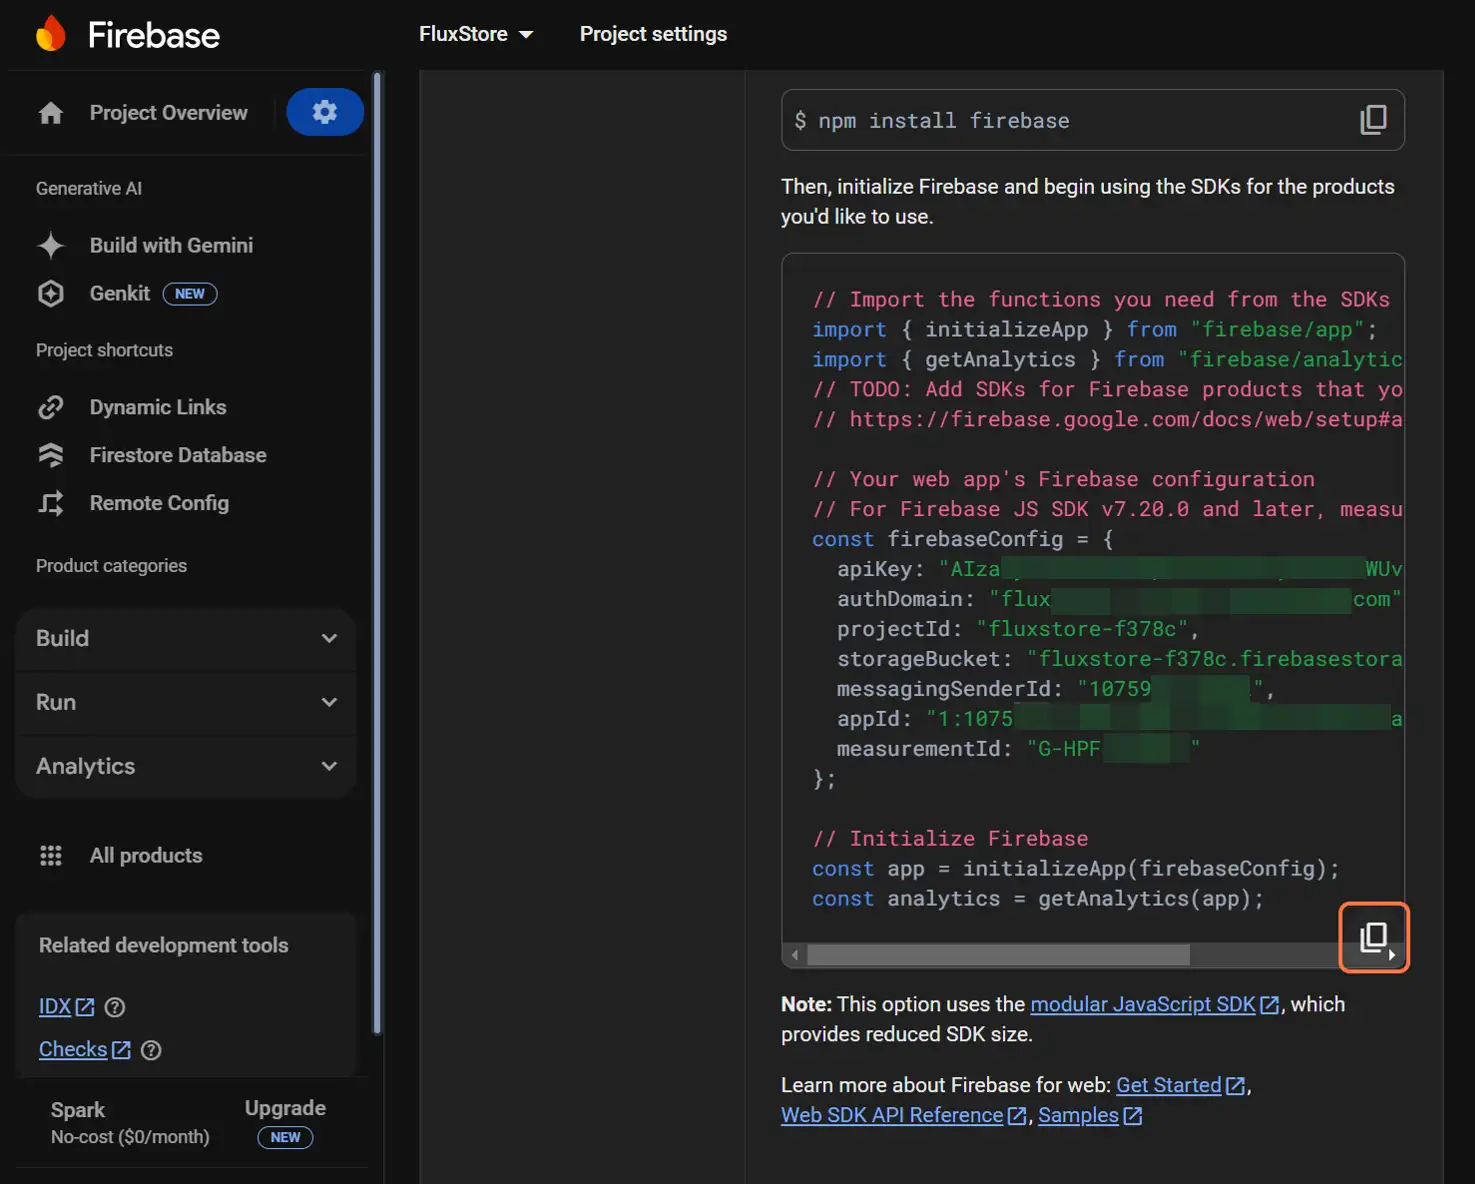 Firebase
FluxStore
Project settings
Project Overview
Generative AI
Build with Gemini
Genkit NEW
Project shortcuts
Dynamic Links
Firestore Database
Remote Config
Product categories
Build
Run
Analytics
All products
Related development tools
IDX
Checks
Spark
No-cost ($0/month)
Upgrade
NEW
$ npm install firebase
Then, initialize Firebase and begin using the SDKs for the products
you'd like to use.
// Import the functions you need from the SDKs
import { initializeApp } from "firebase/app";
import { getAnalytics } from "firebase/analytic
// TODO: Add SDKs for Firebase products that yo
// https://firebase.google.com/docs/web/setup#a
// Your web app's Firebase configuration
// For Firebase JS SDK v7.20.0 and later, measu
const firebaseConfig = {
apiKey: "AIza WUv
authDomain: "flux com"
projectId: "fluxstore-f378c",
storageBucket: "fluxstore-f378c.firebasestora
messagingSenderId: "10759 ",
appId: "1:1075 a
measurementId: "G-HPF "
};
// Initialize Firebase
const app = initializeApp(firebaseConfig);
const analytics = getAnalytics(app);
Note: This option uses the modular JavaScript SDK, which
provides reduced SDK size.
Learn more about Firebase for web: Get Started,
Web SDK API Reference, Samples